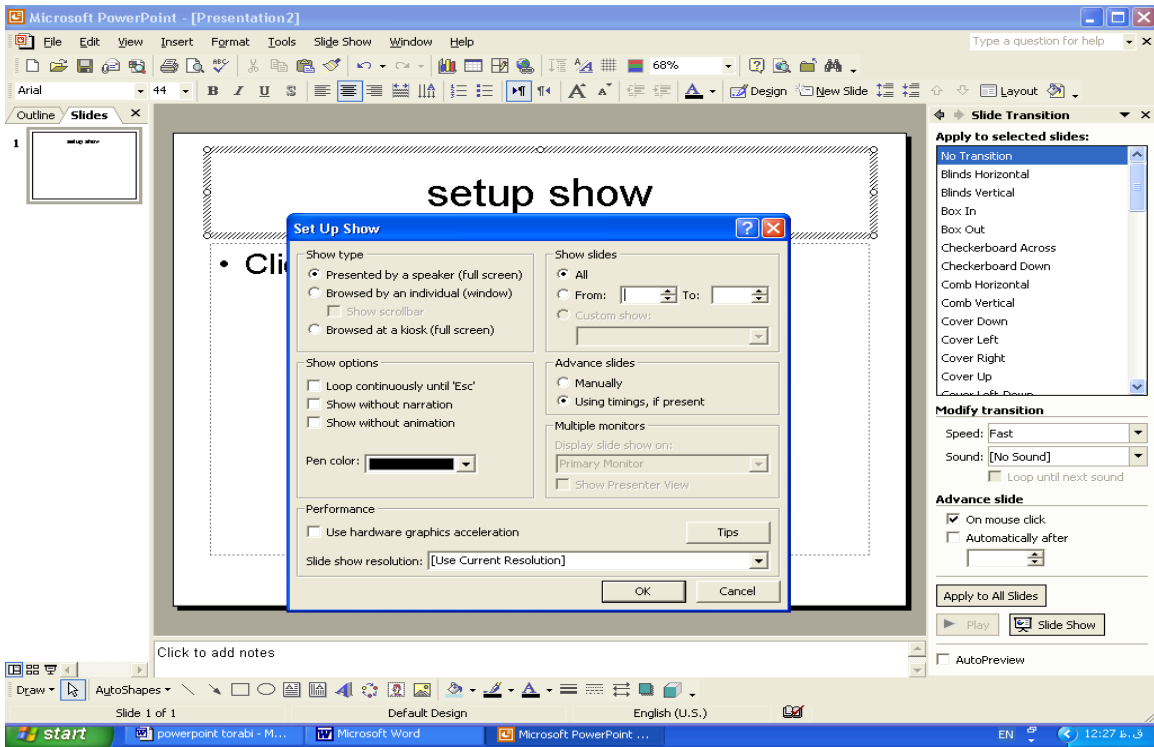 Microsoft PowerPoint - [Presentation2]
File Edit View Insert Format Tools Slide Show Window Help
Type a question for help
68%
Arial 44 B I U S Design New Slide Layout
Outline Slides
Slide Transition
1
setup show
Apply to selected slides:
No Transition
Blinds Horizontal
Blinds Vertical
Box In
Box Out
Checkerboard Across
Checkerboard Down
Comb Horizontal
Comb Vertical
Cover Down
Cover Left
Cover Right
Cover Up
Cover Left-Down
setup show
• Cli
Set Up Show
Show type
Presented by a speaker (full screen)
Browsed by an individual (window)
Show scrollbar
Browsed at a kiosk (full screen)
Show slides
All
From: To:
Custom show:
Show options
Loop continuously until 'Esc'
Show without narration
Show without animation
Pen color:
Advance slides
Manually
Using timings, if present
Multiple monitors
Display slide show on:
Primary Monitor
Show Presenter View
Performance
Use hardware graphics acceleration
Tips
Slide show resolution: [Use Current Resolution]
OK Cancel
Modify transition
Speed: Fast
Sound: [No Sound]
Loop until next sound
Advance slide
On mouse click
Automatically after
Apply to All Slides
Play Slide Show
AutoPreview
Click to add notes
Draw AutoShapes
Slide 1 of 1 Default Design English (U.S.)
start powerpoint torabi - M... Microsoft Word Microsoft PowerPoint ... EN 12:27 ق.ظ